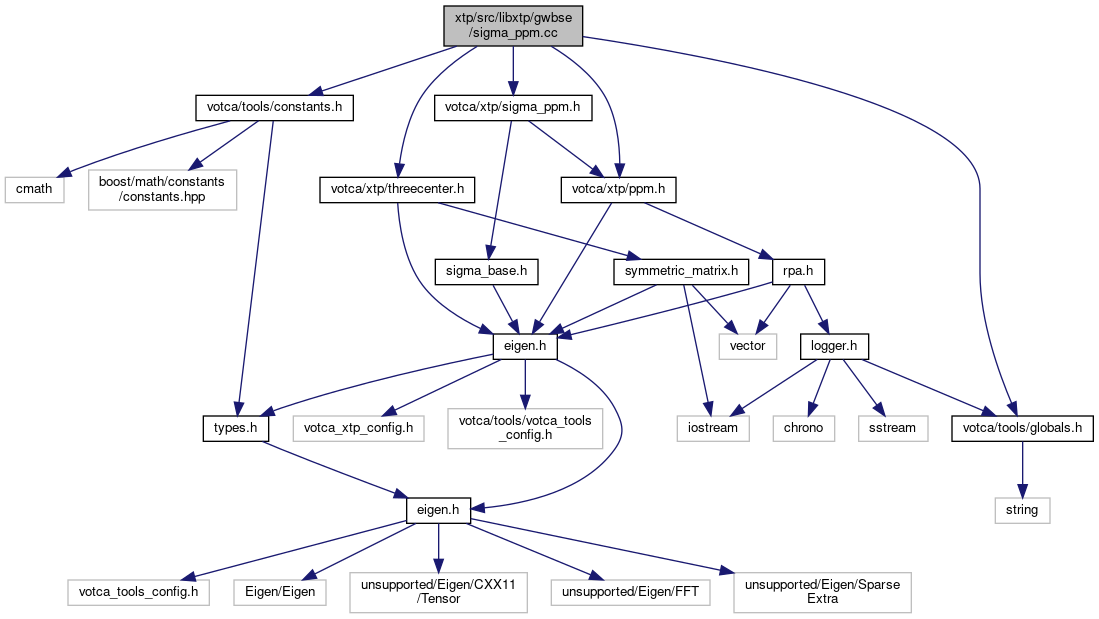 xtp/src/libxtp/gwbse
/sigma_ppm.cc
votca/tools/constants.h
votca/xtp/sigma_ppm.h
cmath
boost/math/constants
/constants.hpp
votca/xtp/threecenter.h
votca/xtp/ppm.h
sigma_base.h
symmetric_matrix.h
rpa.h
eigen.h
vector
logger.h
types.h
votca_xtp_config.h
votca/tools/votca_tools
_config.h
iostream
chrono
sstream
votca/tools/globals.h
eigen.h
string
votca_tools_config.h
Eigen/Eigen
unsupported/Eigen/CXX11
/Tensor
unsupported/Eigen/FFT
unsupported/Eigen/Sparse
Extra